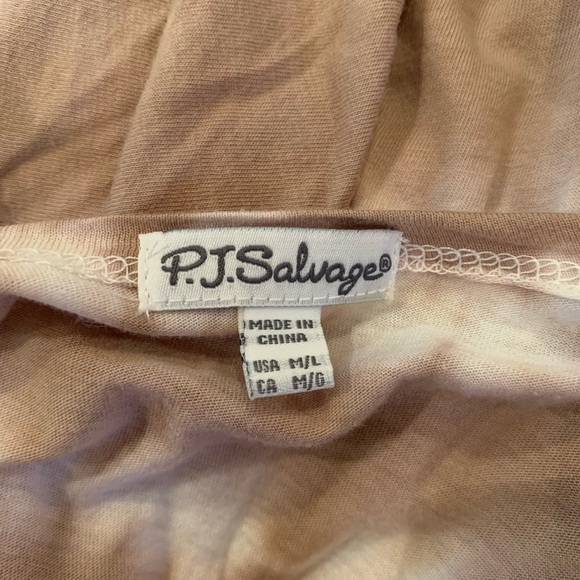 P.J.Salvage®
MADE IN
CHINA
USA M/L
CA M/G